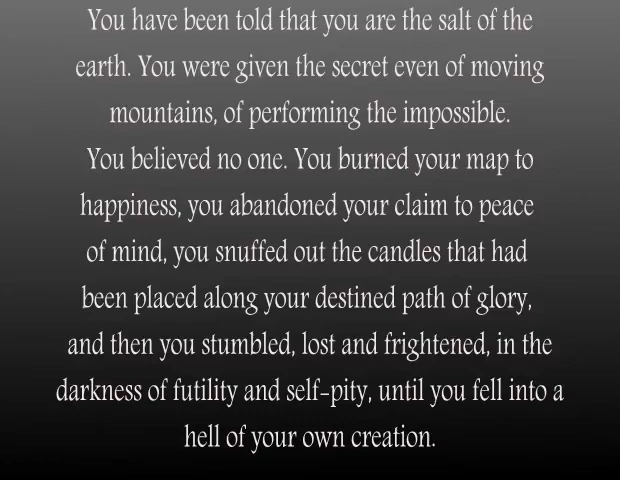 You have been told that you are the salt of the
earth. You were given the secret even of moving
mountains, of performing the impossible.
You believed no one. You burned your map to
happiness, you abandoned your claim to peace
of mind, you snuffed out the candles that had
been placed along your destined path of glory,
and then you stumbled, lost and frightened, in the
darkness of futility and self-pity, until you fell into a
hell of your own creation.